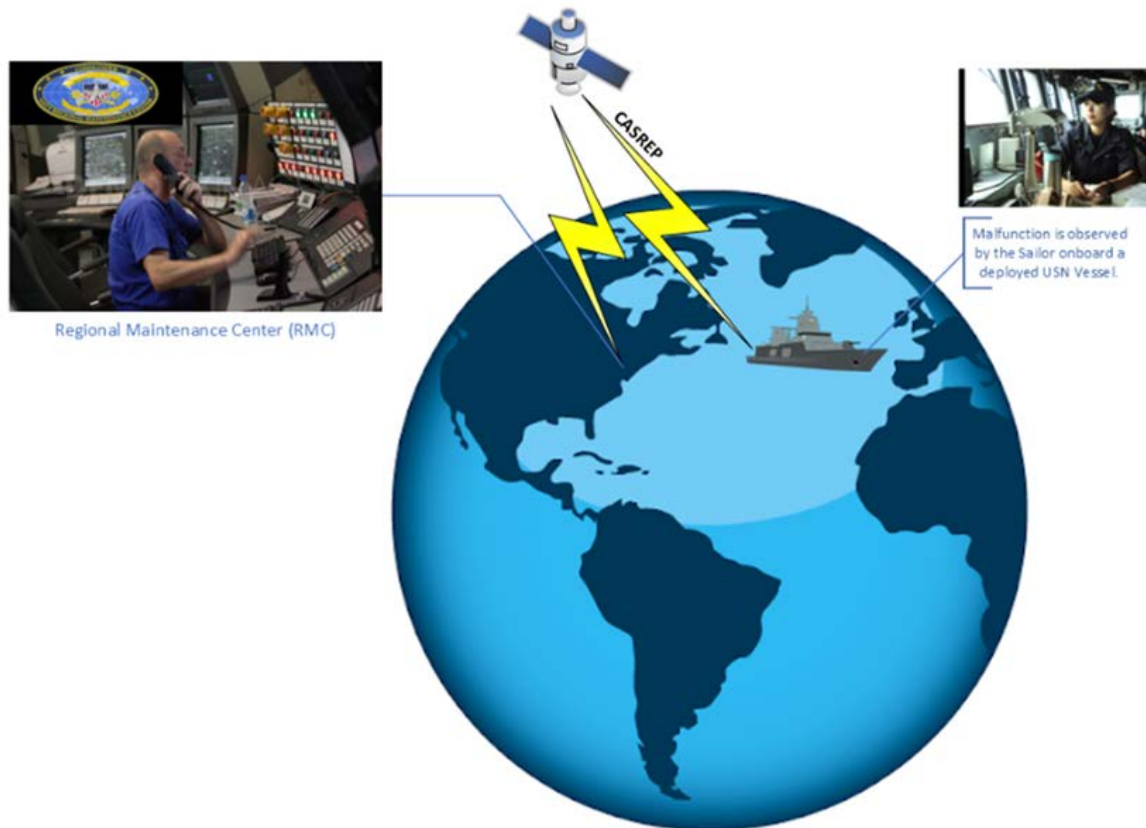 CASREP
Regional Maintenance Center (RMC)
Malfunction is observed
by the Sailor onboard a
deployed USN Vessel.